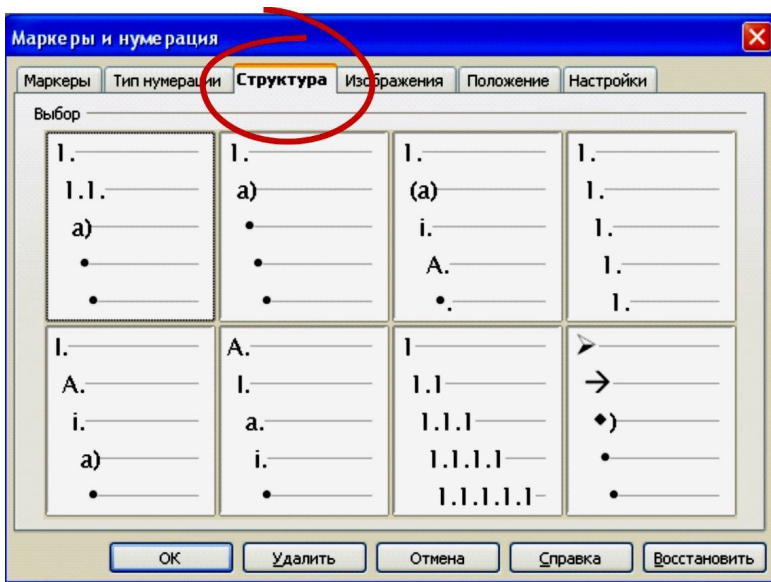 Маркеры и нумерация
Маркеры Тип нумерации Структура Изображения Положение Настройки
Выбор
1. 1. 1. 1.
1.1. a) (a) 1.
a) • i. 1.
• • A. 1.
• • •. 1.
I. A. 1 ➢
A. I. 1.1 →
i. a. 1.1.1 ◆)
a) i. 1.1.1.1 •
• • 1.1.1.1.1 •
ОК Удалить Отмена Справка Восстановить